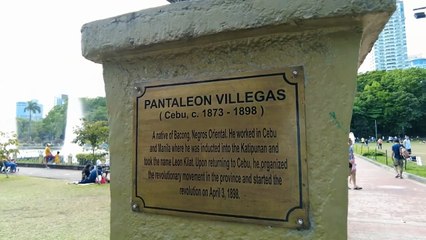 PANTALEON VILLEGAS
( Cebu, c. 1873 - 1898 )
A native of Bacong, Negros Oriental. He worked in Cebu
and Manila where he was inducted into the Katipunan and
took the name Leon Kilat. Upon returning to Cebu, he organized
the revolutionary movement in the province and started the
revolution on April 3, 1898.